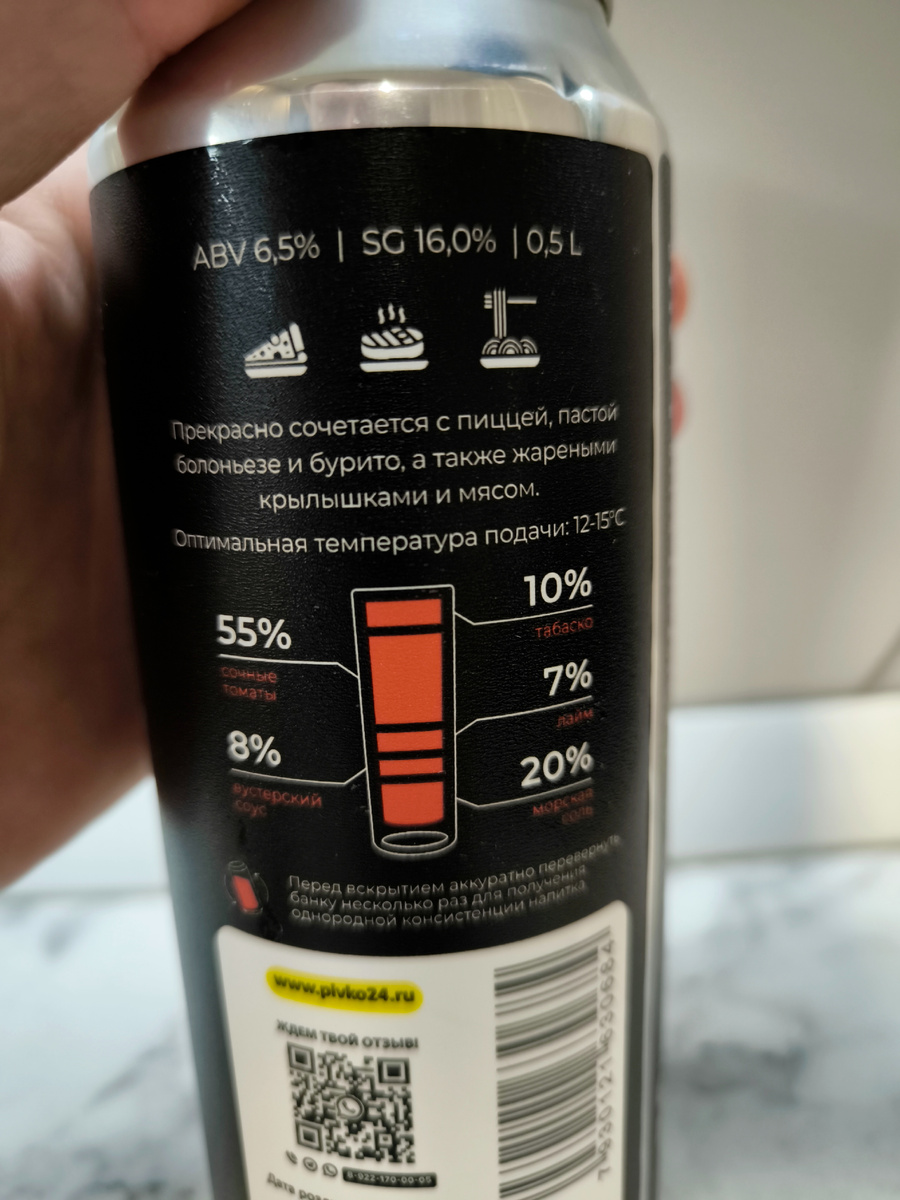 ABV 6,5% | SG 16,0% | 0,5 L
Прекрасно сочетается с пиццей, пастой
болоньезе и бурито, а также жареными
крылышками и мясом.
Оптимальная температура подачи: 12-15°C
10%
табаско
55%
сочные
томаты
7%
лайм
8%
вустерский
соус
20%
морская
соль
Перед вскрытием аккуратно перевернуть
банку несколько раз для получения
однородной консистенции напитка.
www.pivko24.ru
ЖДЕМ ТВОЙ ОТЗЫВ!
8-022-170-00-05
Дата